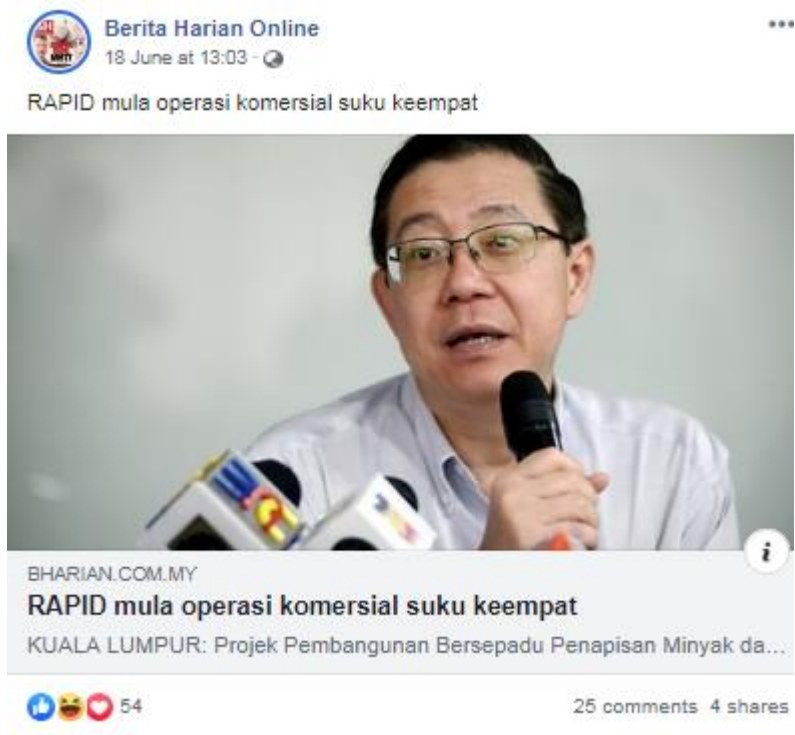 Berita Harian Online
18 June at 13:03 ·
RAPID mula operasi komersial suku keempat
i
BHARIAN.COM.MY
RAPID mula operasi komersial suku keempat
KUALA LUMPUR: Projek Pembangunan Bersepadu Penapisan Minyak da...
54
25 comments 4 shares